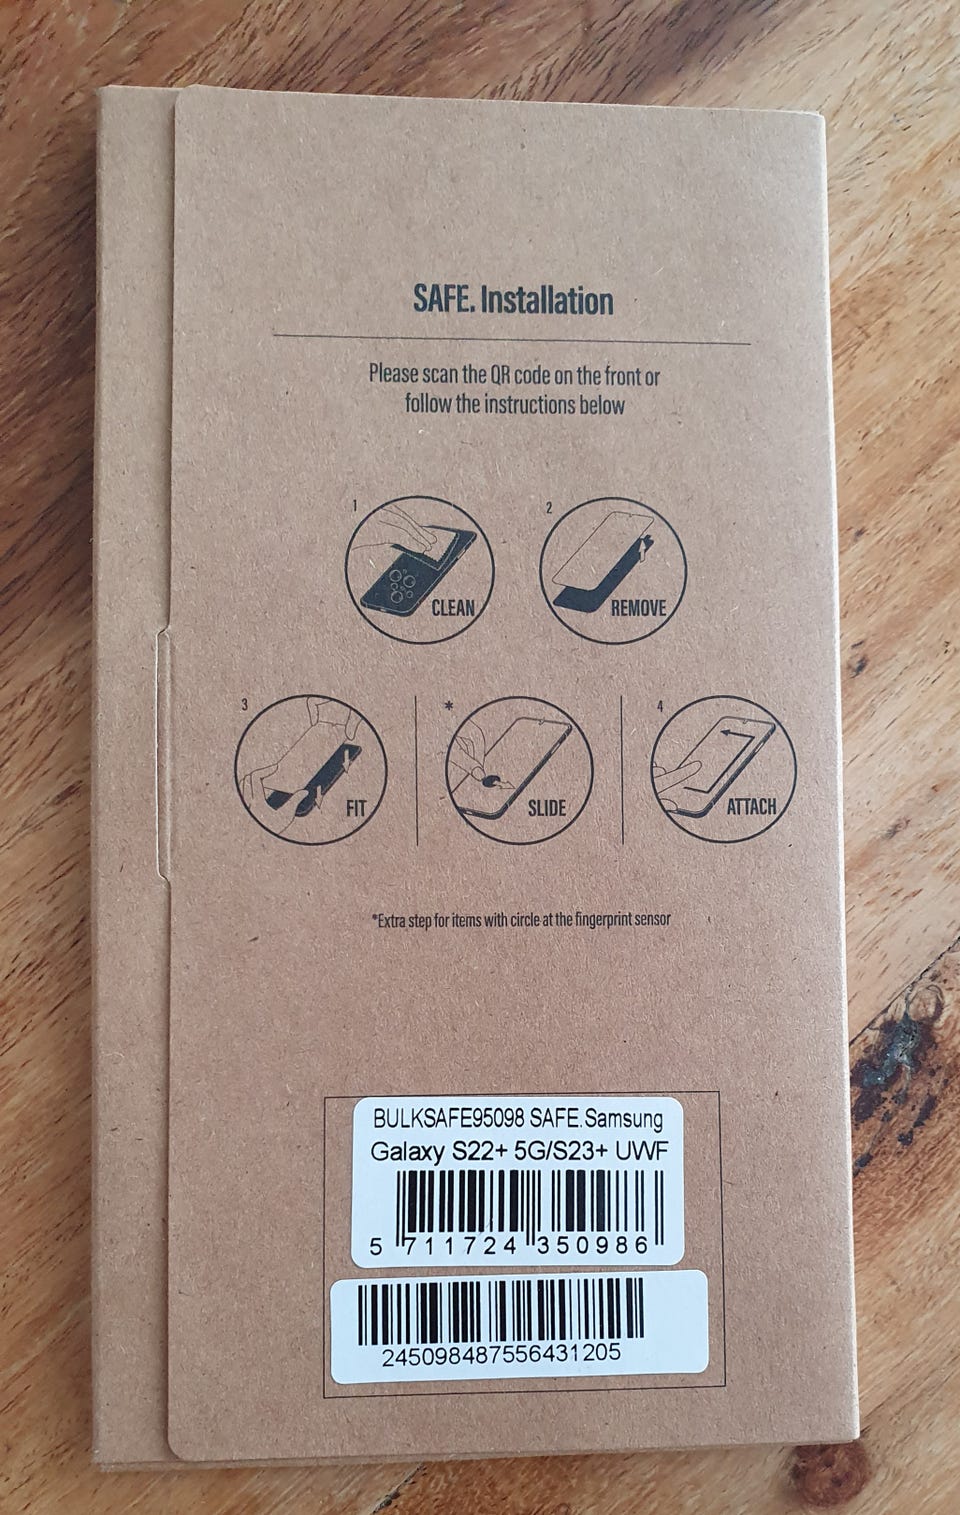 SAFE. Installation
Please scan the QR code on the front or
follow the instructions below
1
CLEAN
2
REMOVE
3
FIT
*
SLIDE
4
ATTACH
*Extra step for items with circle at the fingerprint sensor
BULKSAFE95098 SAFE.Samsung
Galaxy S22+ 5G/S23+ UWF
5 711724 350986
245098487556431205